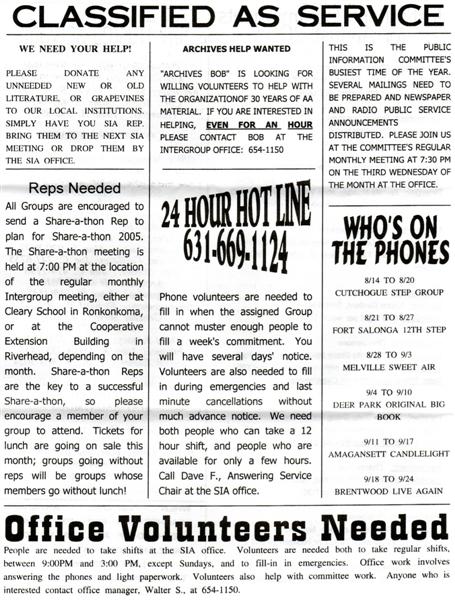 CLASSIFIED AS SERVICE
WE NEED YOUR HELP!
PLEASE DONATE ANY
UNNEEDED NEW OR OLD
LITERATURE, OR GRAPEVINES
TO OUR LOCAL INSTITUTIONS.
SIMPLY HAVE YOU SIA REP.
BRING THEM TO THE NEXT SIA
MEETING OR DROP THEM BY
THE SIA OFFICE.
Reps Needed
All Groups are encouraged to
send a Share-a-thon Rep to
plan for Share-a-thon 2005.
The Share-a-thon meeting is
held at 7:00 PM at the location
of the regular monthly
Intergroup meeting, either at
Cleary School in Ronkonkoma,
or at the Cooperative
Extension Building in
Riverhead, depending on the
month. Share-a-thon Reps
are the key to a successful
Share-a-thon, so please
encourage a member of your
group to attend. Tickets for
lunch are going on sale this
month; groups going without
reps will be groups whose
members go without lunch!
ARCHIVES HELP WANTED
"ARCHIVES BOB" IS LOOKING FOR
WILLING VOLUNTEERS TO HELP WITH
THE ORGANIZATIONOF 30 YEARS OF AA
MATERIAL. IF YOU ARE INTERESTED IN
HELPING, EVEN FOR AN HOUR
PLEASE CONTACT BOB AT THE
INTERGROUP OFFICE: 654-1150
24 HOUR HOT LINE
631-669-1124
Phone volunteers are needed to
fill in when the assigned Group
cannot muster enough people to
fill a week's commitment. You
will have several days' notice.
Volunteers are also needed to fill
in during emergencies and last
minute cancellations without
much advance notice. We need
both people who can take a 12
hour shift, and people who are
available for only a few hours.
Call Dave F., Answering Service
Chair at the SIA office.
THIS IS THE PUBLIC
INFORMATION COMMITTEE'S
BUSIEST TIME OF THE YEAR.
SEVERAL MAILINGS NEED TO
BE PREPARED AND NEWSPAPER
AND RADIO PUBLIC SERVICE
ANNOUNCEMENTS
DISTRIBUTED. PLEASE JOIN US
AT THE COMMITTEE'S REGULAR
MONTHLY MEETING AT 7:30 PM
ON THE THIRD WEDNESDAY OF
THE MONTH AT THE OFFICE.
WHO'S ON
THE PHONES
8/14 TO 8/20
CUTCHOGUE STEP GROUP
8/21 TO 8/27
FORT SALONGA 12TH STEP
8/28 TO 9/3
MELVILLE SWEET AIR
9/4 TO 9/10
DEER PARK ORIGINAL BIG
BOOK
9/11 TO 9/17
AMAGANSETT CANDLELIGHT
9/18 TO 9/24
BRENTWOOD LIVE AGAIN
Office Volunteers Needed
People are needed to take shifts at the SIA office. Volunteers are needed both to take regular shifts,
between 9:00PM and 3:00 PM, except Sundays, and to fill-in in emergencies. Office work involves
answering the phones and light paperwork. Volunteers also help with committee work. Anyone who is
interested contact office manager, Walter S., at 654-1150.